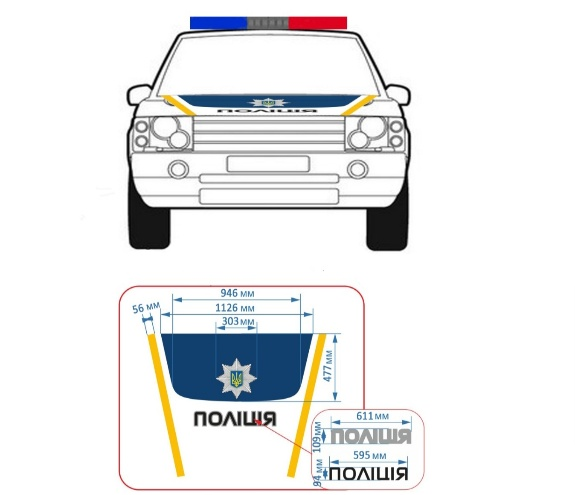 ПОЛІЦІЯ
946 мм
56 мм
1126 мм
303 мм
477 мм
ПОЛІЦІЯ
611 мм
109 мм
ПОЛІЦІЯ
595 мм
94 мм
ПОЛІЦІЯ